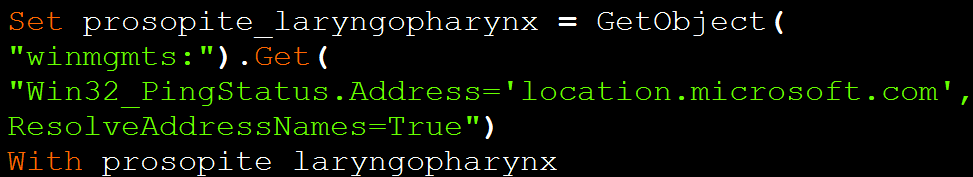 Set prosopite_laryngopharynx = GetObject(
"winmgmts:").Get(
"Win32_PingStatus.Address='location.microsoft.com',
ResolveAddressNames=True")
With prosopite_laryngopharynx